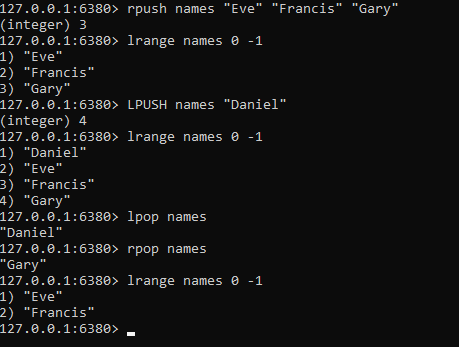 127.0.0.1:6380> rpush names "Eve" "Francis" "Gary"
(integer) 3
127.0.0.1:6380> lrange names 0 -1
1) "Eve"
2) "Francis"
3) "Gary"
127.0.0.1:6380> LPUSH names "Daniel"
(integer) 4
127.0.0.1:6380> lrange names 0 -1
1) "Daniel"
2) "Eve"
3) "Francis"
4) "Gary"
127.0.0.1:6380> lpop names
"Daniel"
127.0.0.1:6380> rpop names
"Gary"
127.0.0.1:6380> lrange names 0 -1
1) "Eve"
2) "Francis"
127.0.0.1:6380>